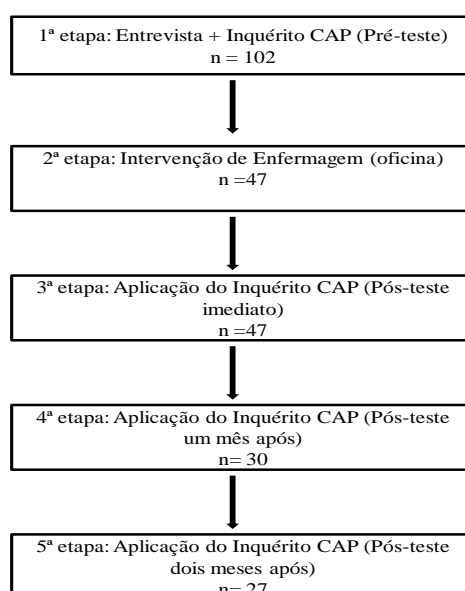 1ª etapa: Entrevista + Inquérito CAP (Pré-teste)
n = 102
2ª etapa: Intervenção de Enfermagem (oficina)
n =47
3ª etapa: Aplicação do Inquérito CAP (Pós-teste
imediato)
n =47
4ª etapa: Aplicação do Inquérito CAP (Pós-teste
um mês após)
n= 30
5ª etapa: Aplicação do Inquérito CAP (Pós-teste
dois meses após)
n= 27